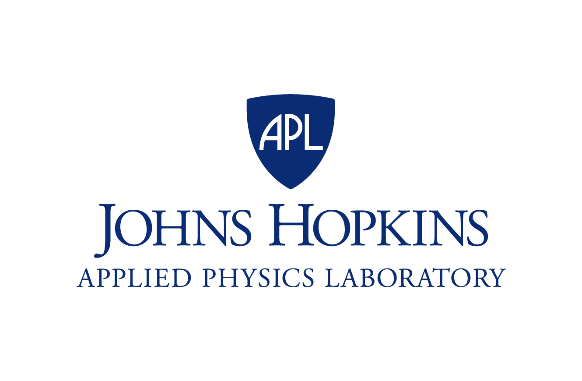 APL
JOHNS HOPKINS
APPLIED PHYSICS LABORATORY